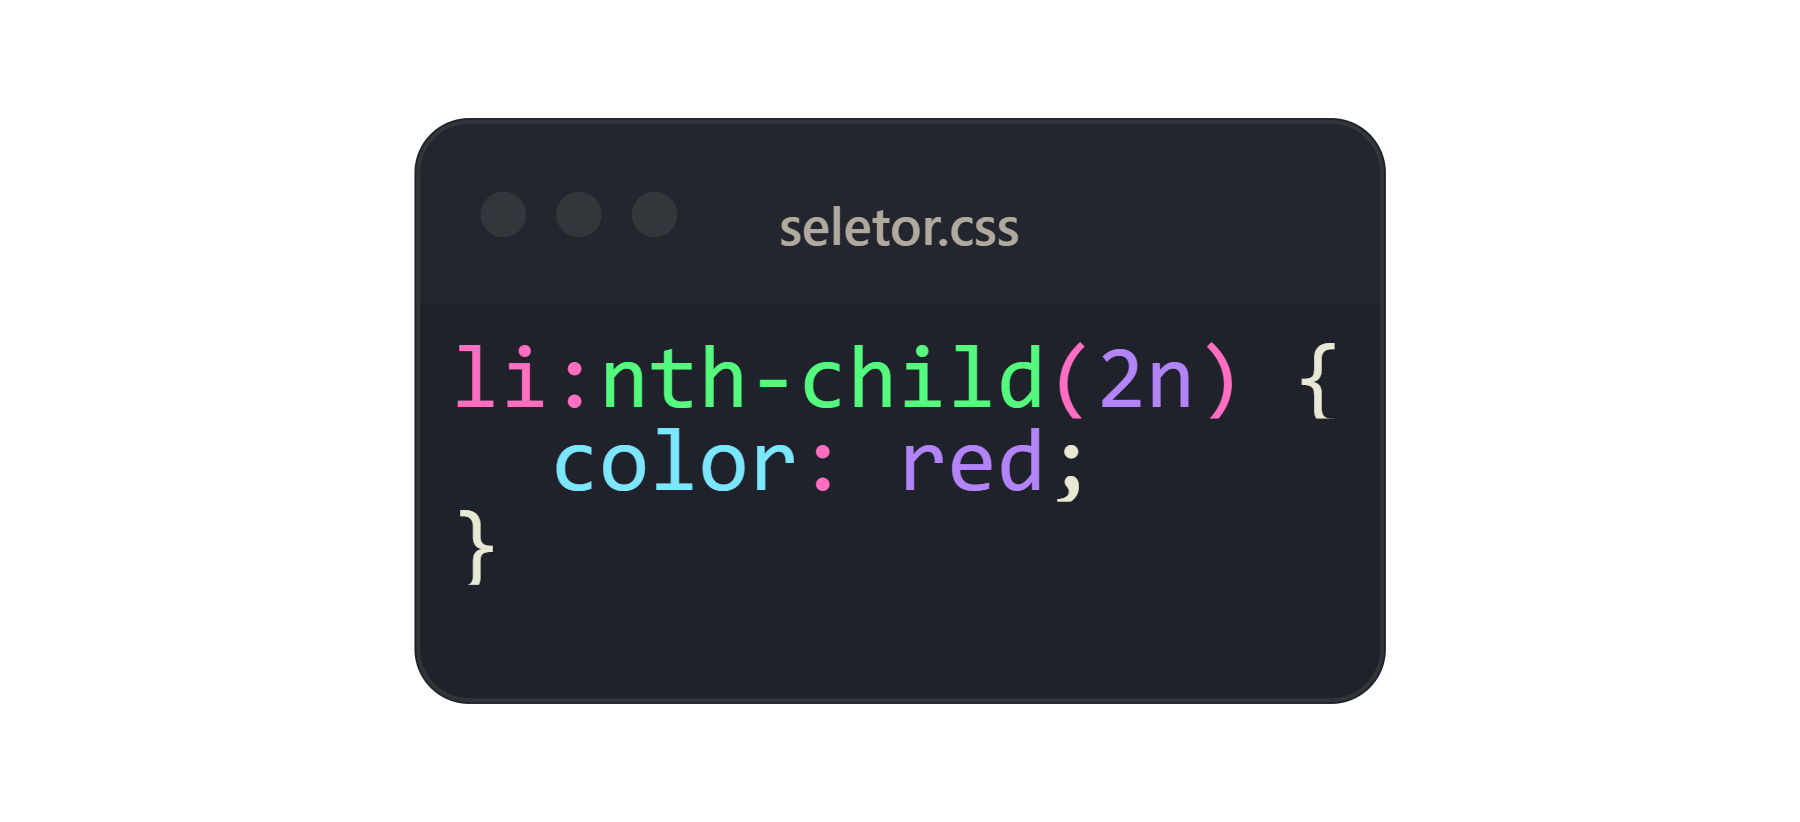 seletor.css
li:nth-child(2n) {
  color: red;
}